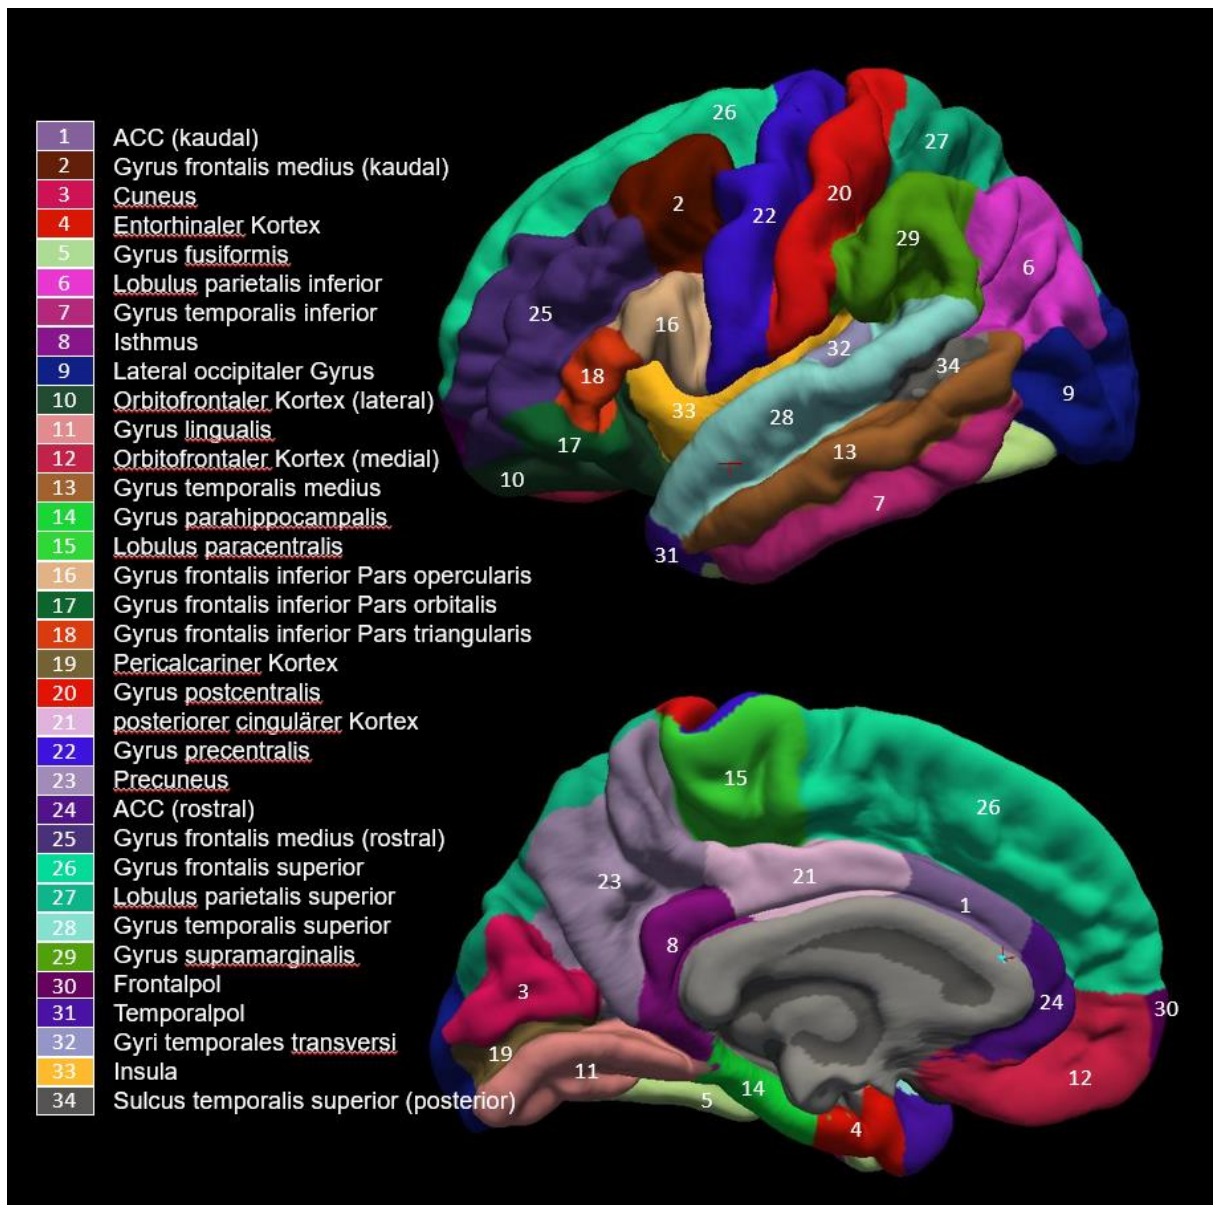 1 ACC (kaudal)
2 Gyrus frontalis medius (kaudal)
3 Cuneus
4 Entorhinaler Kortex
5 Gyrus fusiformis
6 Lobulus parietalis inferior
7 Gyrus temporalis inferior
8 Isthmus
9 Lateral occipitaler Gyrus
10 Orbitofrontaler Kortex (lateral)
11 Gyrus lingualis
12 Orbitofrontaler Kortex (medial)
13 Gyrus temporalis medius
14 Gyrus parahippocampalis
15 Lobulus paracentralis
16 Gyrus frontalis inferior Pars opercularis
17 Gyrus frontalis inferior Pars orbitalis
18 Gyrus frontalis inferior Pars triangularis
19 Pericalcariner Kortex
20 Gyrus postcentralis
21 posteriorer cingulärer Kortex
22 Gyrus precentralis
23 Precuneus
24 ACC (rostral)
25 Gyrus frontalis medius (rostral)
26 Gyrus frontalis superior
27 Lobulus parietalis superior
28 Gyrus temporalis superior
29 Gyrus supramarginalis
30 Frontalpol
31 Temporalpol
32 Gyri temporales transversi
33 Insula
34 Sulcus temporalis superior (posterior)
26
27
2
20
22
29
6
25
16
32
34
18
28
9
33
17
13
10
7
31
15
26
23
21
1
8
3
24
30
19
11
12
14
5
4